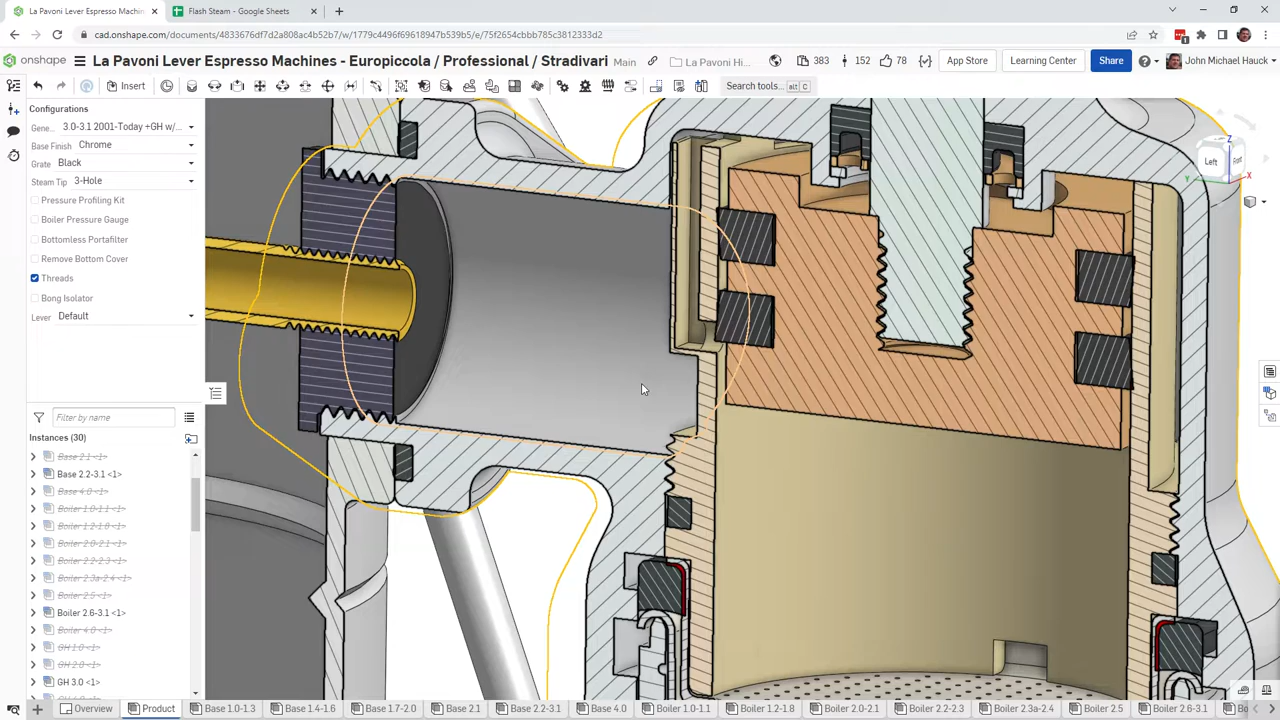 La Pavoni Lever Espresso Machines -
Flash Steam - Google Sheets
cad.onshape.com/documents/4833676df7d2a808ac4b52b7/w/1779c4496f69618947b539b5/e/75f2654cbbb785c3812333d2
onshape
La Pavoni Lever Espresso Machines - Europiccola / Professional / Stradivari Main La Pavoni Hi... 383 152 78 App Store Learning Center Share John Michael Hauck
Insert Search tools... alt C
Configurations
Gene... 3.0-3.1 2001-Today +GH w/...
Base Finish Chrome
Grate Black
Steam Tip 3-Hole
Pressure Profiling Kit
Boiler Pressure Gauge
Bottomless Portafilter
Remove Bottom Cover
Threads
Bong Isolator
Lever Default
Filter by name
Instances (30)
Base 2.1 <1>
Base 2.2-3.1 <1>
Base 4.0 <1>
Boiler 1.0-1.1 <1>
Boiler 1.2-1.8 <1>
Boiler 2.0-2.1 <1>
Boiler 2.2-2.3 <1>
Boiler 2.3a-2.4 <1>
Boiler 2.5 <1>
Boiler 2.6-3.1 <1>
Boiler 4.0 <1>
GH 1.0 <1>
GH 2.0 <1>
GH 3.0 <1>
Z
Left
Y
X
Overview Product Base 1.0-1.3 Base 1.4-1.6 Base 1.7-2.0 Base 2.1 Base 2.2-3.1 Base 4.0 Boiler 1.0-1.1 Boiler 1.2-1.8 Boiler 2.0-2.1 Boiler 2.2-2.3 Boiler 2.3a-2.4 Boiler 2.5 Boiler 2.6-3.1 Bo